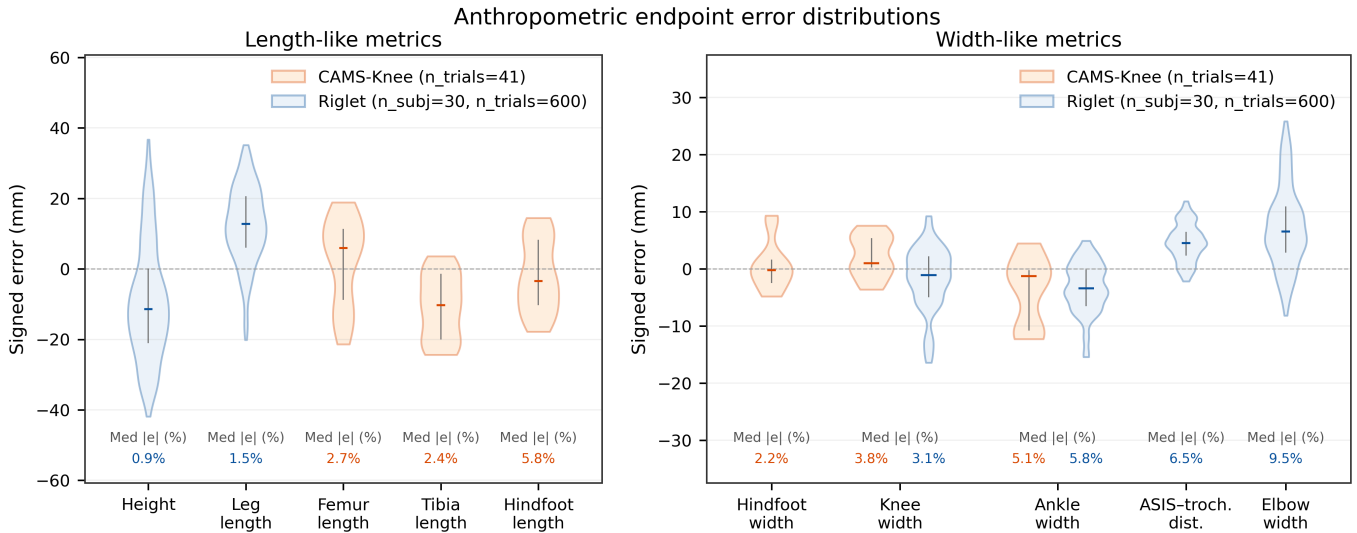 Anthropometric endpoint error distributions
Length-like metrics
Signed error (mm)
60
40
20
0
−20
−40
−60
CAMS-Knee (n_trials=41)
Riglet (n_subj=30, n_trials=600)
Med |e| (%) Med |e| (%) Med |e| (%) Med |e| (%) Med |e| (%)
0.9% 1.5% 2.7% 2.4% 5.8%
Height Leg length Femur length Tibia length Hindfoot length
Width-like metrics
Signed error (mm)
30
20
10
0
−10
−20
−30
CAMS-Knee (n_trials=41)
Riglet (n_subj=30, n_trials=600)
Med |e| (%) Med |e| (%) Med |e| (%) Med |e| (%) Med |e| (%)
2.2% 3.8% 3.1% 5.1% 5.8% 6.5% 9.5%
Hindfoot width Knee width Ankle width ASIS–troch. dist. Elbow width